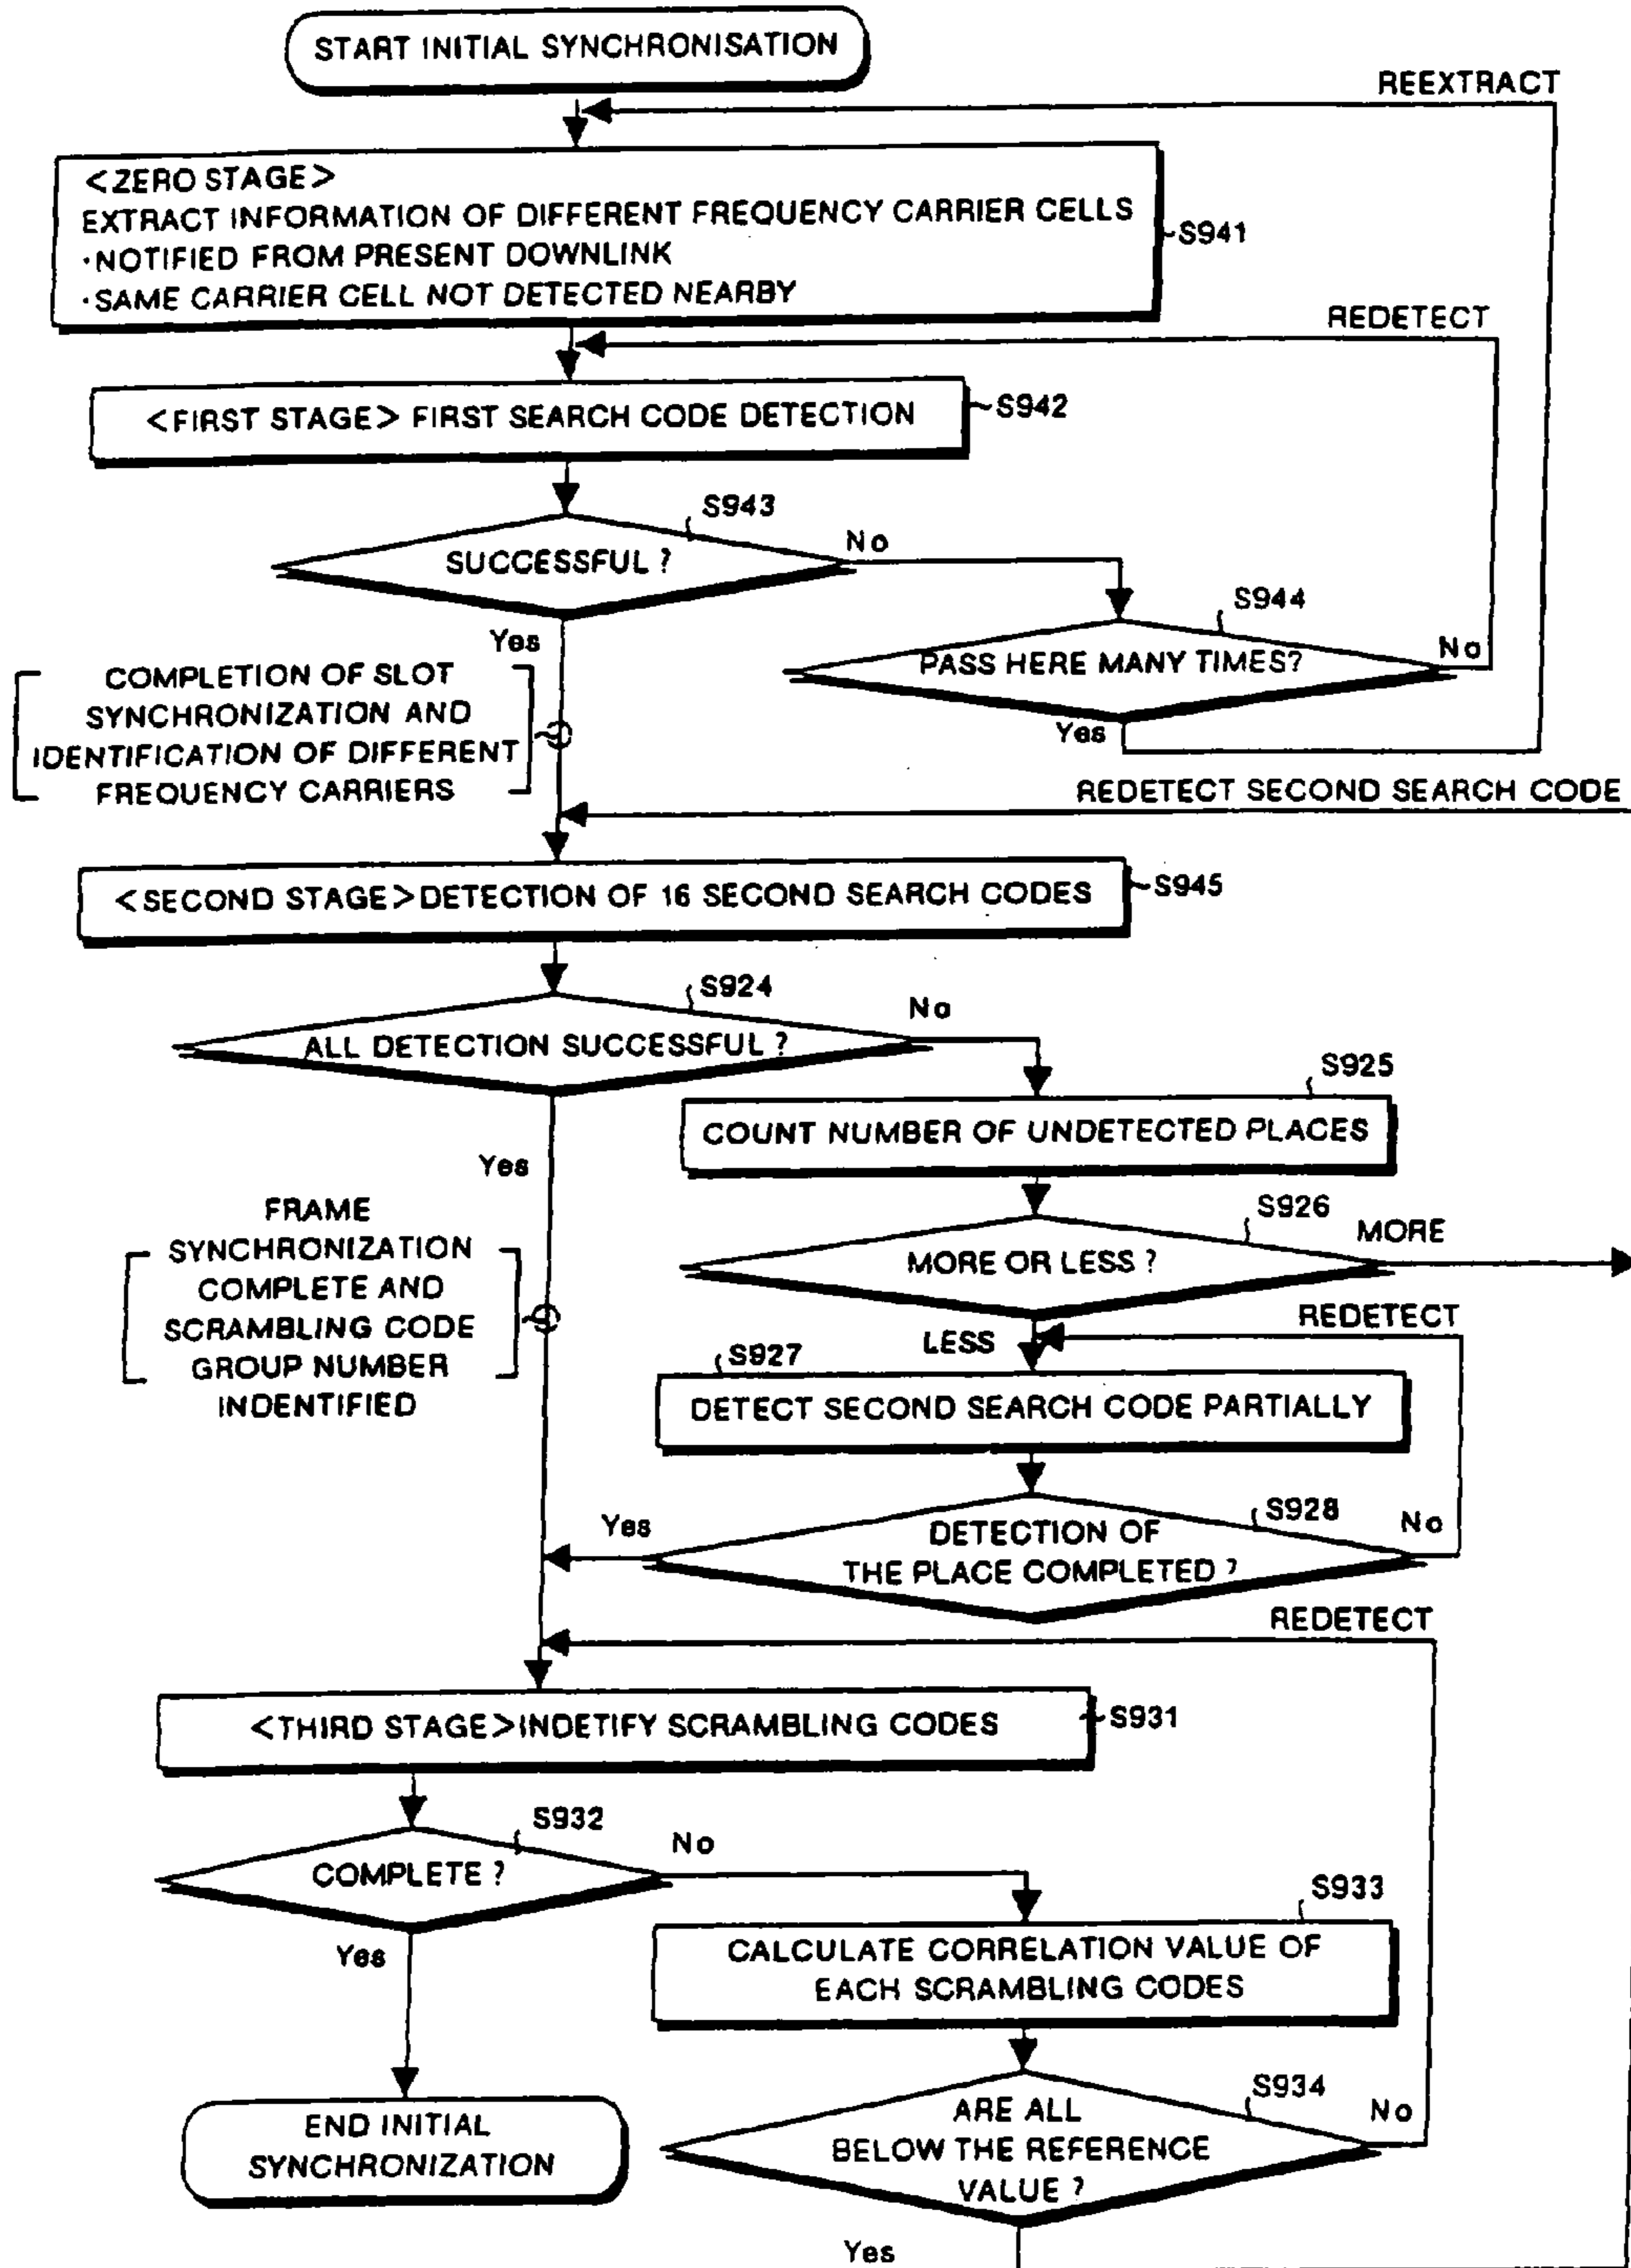 START INITIAL SYNCHRONISATION
REEXTRACT
<ZERO STAGE>
EXTRACT INFORMATION OF DIFFERENT FREQUENCY CARRIER CELLS
·NOTIFIED FROM PRESENT DOWNLINK
·SAME CARRIER CELL NOT DETECTED NEARBY
S941
REDETECT
<FIRST STAGE> FIRST SEARCH CODE DETECTION
S942
S943
SUCCESSFUL ?
No
S944
PASS HERE MANY TIMES?
No
Yes
Yes
COMPLETION OF SLOT
SYNCHRONIZATION AND
IDENTIFICATION OF DIFFERENT
FREQUENCY CARRIERS
REDETECT SECOND SEARCH CODE
<SECOND STAGE>DETECTION OF 16 SECOND SEARCH CODES
S945
S924
ALL DETECTION SUCCESSFUL ?
No
S925
COUNT NUMBER OF UNDETECTED PLACES
Yes
S926
MORE OR LESS ?
MORE
FRAME
SYNCHRONIZATION
COMPLETE AND
SCRAMBLING CODE
GROUP NUMBER
INDENTIFIED
REDETECT
LESS
S927
DETECT SECOND SEARCH CODE PARTIALLY
S928
DETECTION OF
THE PLACE COMPLETED ?
Yes
No
REDETECT
<THIRD STAGE>INDETIFY SCRAMBLING CODES
S931
S932
COMPLETE ?
No
S933
CALCULATE CORRELATION VALUE OF
EACH SCRAMBLING CODES
Yes
S934
ARE ALL
BELOW THE REFERENCE
VALUE ?
No
END INITIAL
SYNCHRONIZATION
Yes